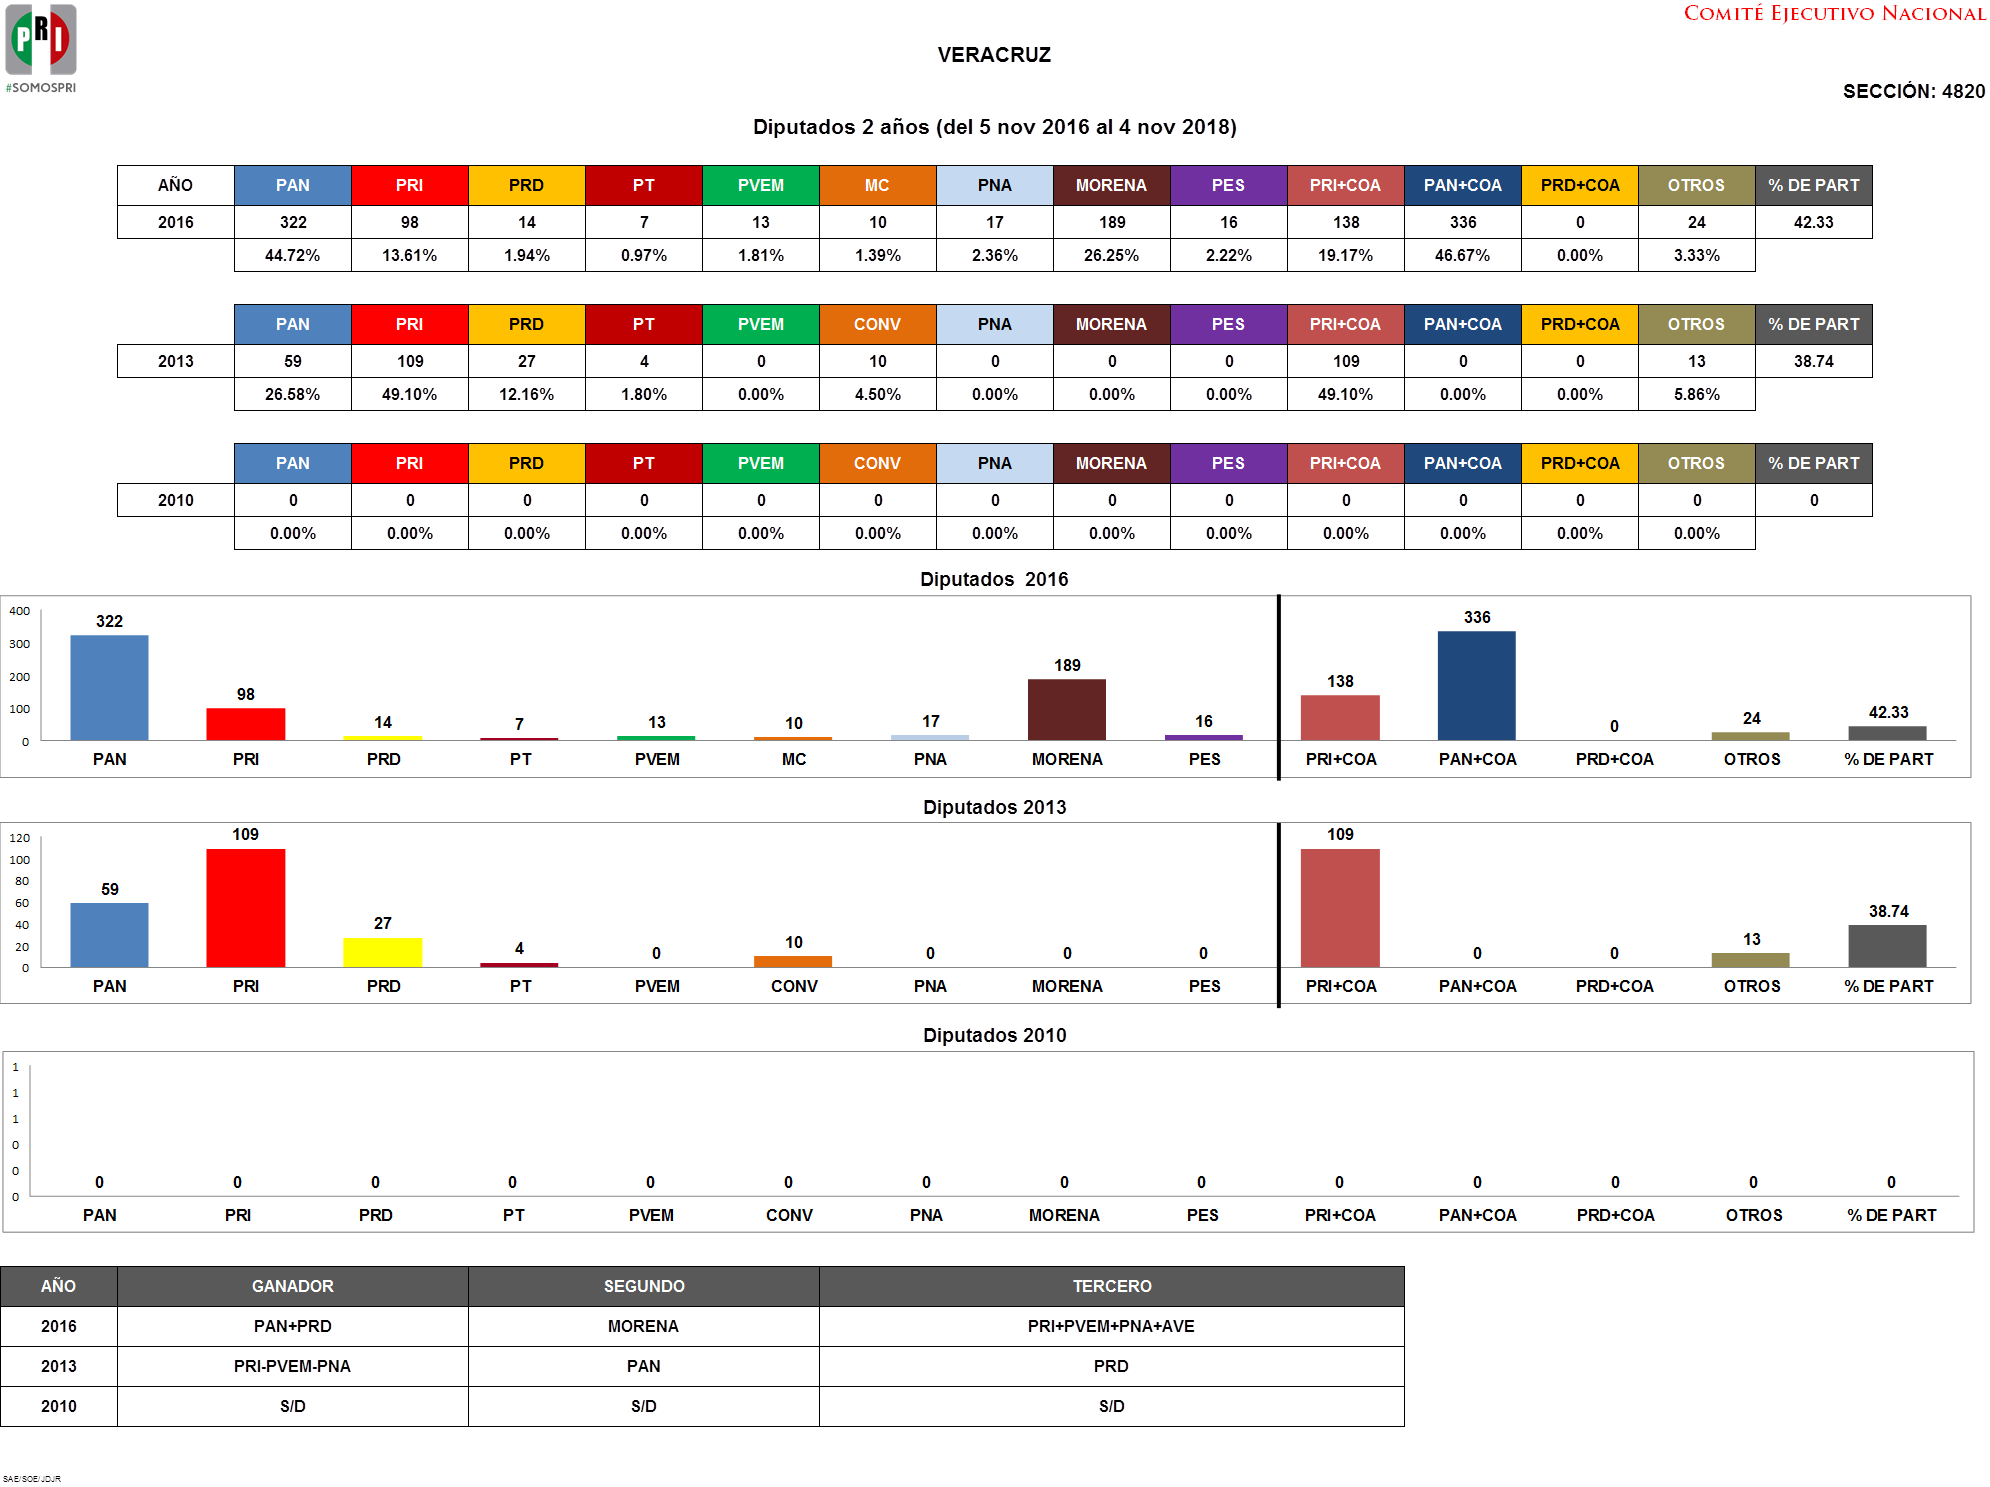 PRI
#SOMOSPRI
COMITÉ EJECUTIVO NACIONAL
VERACRUZ
SECCIÓN: 4820
Diputados 2 años (del 5 nov 2016 al 4 nov 2018)
AÑO PAN PRI PRD PT PVEM MC PNA MORENA PES PRI+COA PAN+COA PRD+COA OTROS % DE PART
2016 322 98 14 7 13 10 17 189 16 138 336 0 24 42.33
44.72% 13.61% 1.94% 0.97% 1.81% 1.39% 2.36% 26.25% 2.22% 19.17% 46.67% 0.00% 3.33%
PAN PRI PRD PT PVEM CONV PNA MORENA PES PRI+COA PAN+COA PRD+COA OTROS % DE PART
2013 59 109 27 4 0 10 0 0 0 109 0 0 13 38.74
26.58% 49.10% 12.16% 1.80% 0.00% 4.50% 0.00% 0.00% 0.00% 49.10% 0.00% 0.00% 5.86%
PAN PRI PRD PT PVEM CONV PNA MORENA PES PRI+COA PAN+COA PRD+COA OTROS % DE PART
2010 0 0 0 0 0 0 0 0 0 0 0 0 0 0
0.00% 0.00% 0.00% 0.00% 0.00% 0.00% 0.00% 0.00% 0.00% 0.00% 0.00% 0.00% 0.00%
Diputados 2016
400
300
200
100
0
322 98 14 7 13 10 17 189 16 138 336 0 24 42.33
PAN PRI PRD PT PVEM MC PNA MORENA PES PRI+COA PAN+COA PRD+COA OTROS % DE PART
Diputados 2013
120
100
80
60
40
20
0
59 109 27 4 0 10 0 0 0 109 0 0 13 38.74
PAN PRI PRD PT PVEM CONV PNA MORENA PES PRI+COA PAN+COA PRD+COA OTROS % DE PART
Diputados 2010
1
1
1
0
0
0
0 0 0 0 0 0 0 0 0 0 0 0 0 0
PAN PRI PRD PT PVEM CONV PNA MORENA PES PRI+COA PAN+COA PRD+COA OTROS % DE PART
AÑO GANADOR SEGUNDO TERCERO
2016 PAN+PRD MORENA PRI+PVEM+PNA+AVE
2013 PRI-PVEM-PNA PAN PRD
2010 S/D S/D S/D
SAE/SOE/JDJR